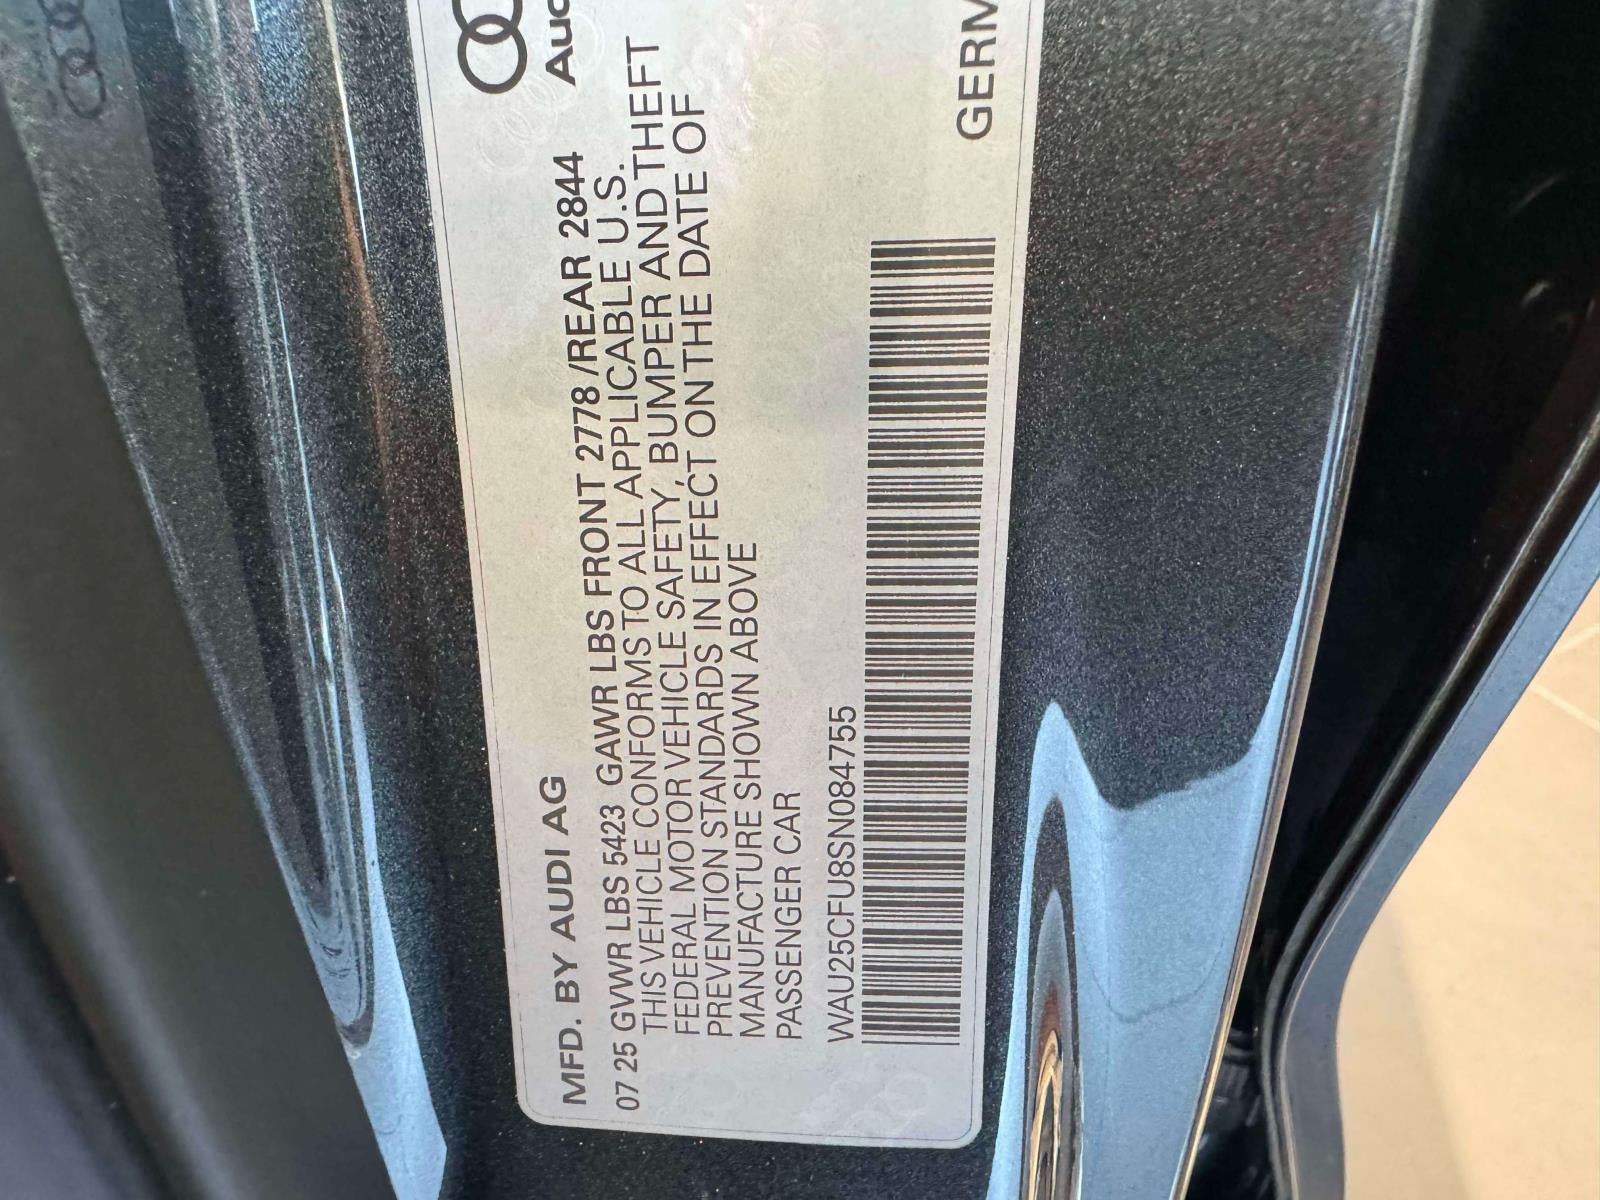 MFD. BY AUDI AG
07 25 GVWR LBS 5423 GAWR LBS FRONT 2778 /REAR 2844
THIS VEHICLE CONFORMS TO ALL APPLICABLE U.S.
FEDERAL MOTOR VEHICLE SAFETY, BUMPER AND THEFT
PREVENTION STANDARDS IN EFFECT ON THE DATE OF
MANUFACTURE SHOWN ABOVE
PASSENGER CAR
WAU25CFU8SN084755